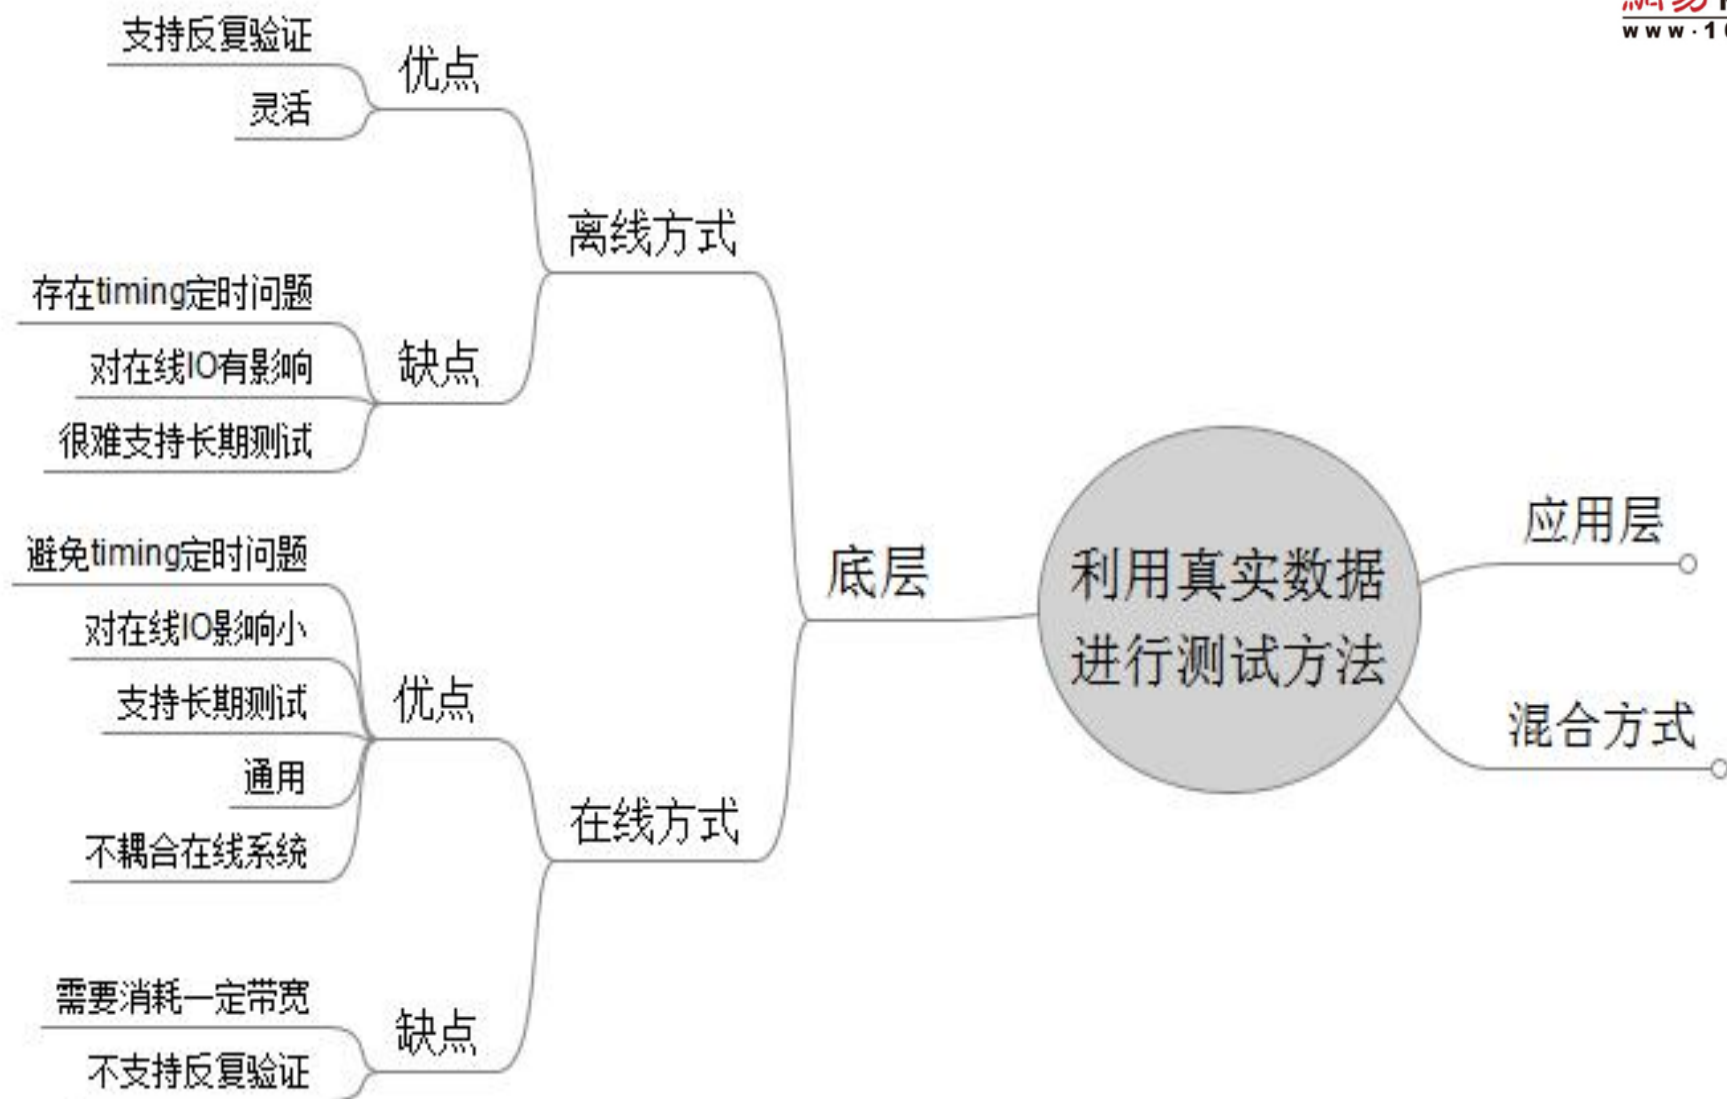 網易
www.1
支持反复验证
灵活
优点
离线方式
存在timing定时问题
对在线IO有影响
很难支持长期测试
缺点
避免timing定时问题
对在线IO影响小
支持长期测试
通用
不耦合在线系统
优点
在线方式
需要消耗一定带宽
不支持反复验证
缺点
底层
利用真实数据
进行测试方法
应用层
混合方式